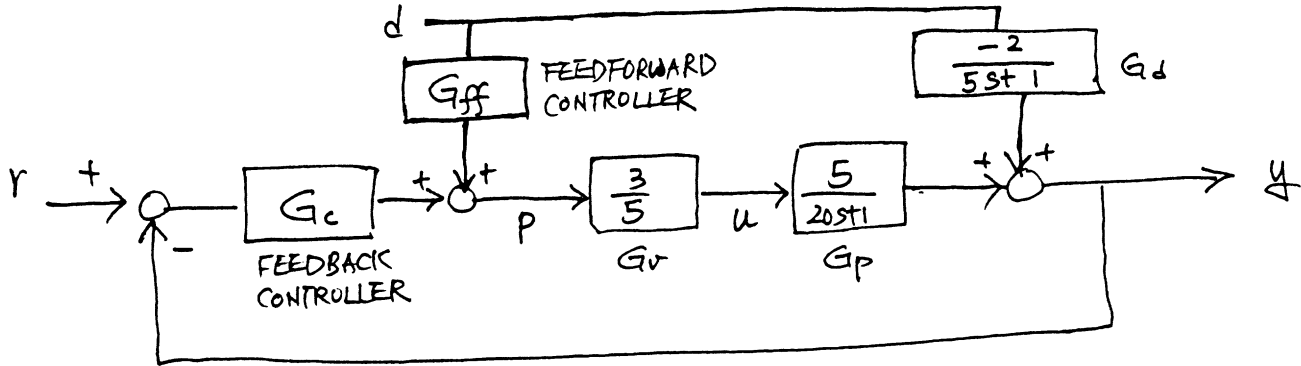 d
-2
5s+1
Gd
Gff
FEEDFORWARD
CONTROLLER
r
+
-
Gc
FEEDBACK
CONTROLLER
+
+
p
3
5
Gv
u
5
20s+1
Gp
+
+
y